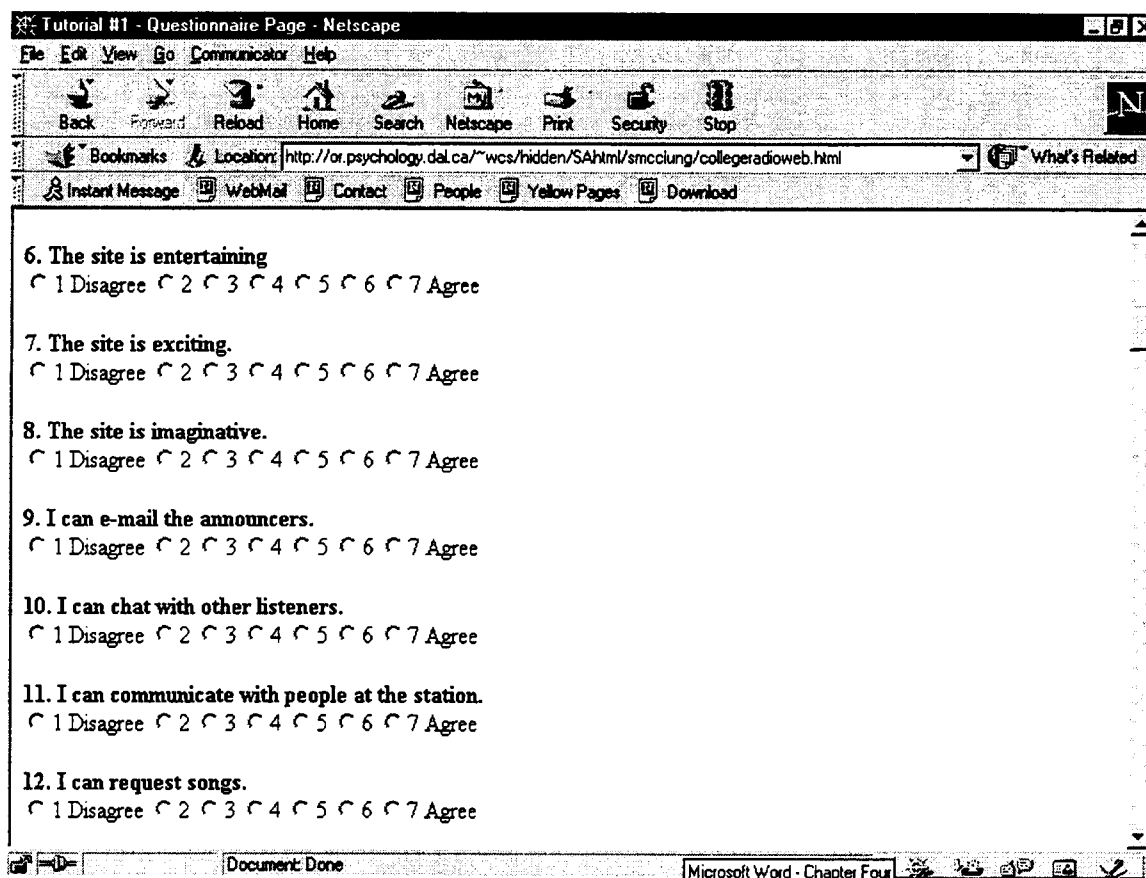 Tutorial #1 - Questionnaire Page - Netscape
File Edit View Go Communicator Help
Back Forward Reload Home Search Netscape Print Security Stop
Bookmarks Location: http://or.psychology.dal.ca/~wcs/hidden/SAhtml/smcclung/collegeradioweb.html What's Related
Instant Message WebMail Contact People Yellow Pages Download
6. The site is entertaining
1 Disagree 2 3 4 5 6 7 Agree
7. The site is exciting.
1 Disagree 2 3 4 5 6 7 Agree
8. The site is imaginative.
1 Disagree 2 3 4 5 6 7 Agree
9. I can e-mail the announcers.
1 Disagree 2 3 4 5 6 7 Agree
10. I can chat with other listeners.
1 Disagree 2 3 4 5 6 7 Agree
11. I can communicate with people at the station.
1 Disagree 2 3 4 5 6 7 Agree
12. I can request songs.
1 Disagree 2 3 4 5 6 7 Agree
Document: Done Microsoft Word - Chapter Four